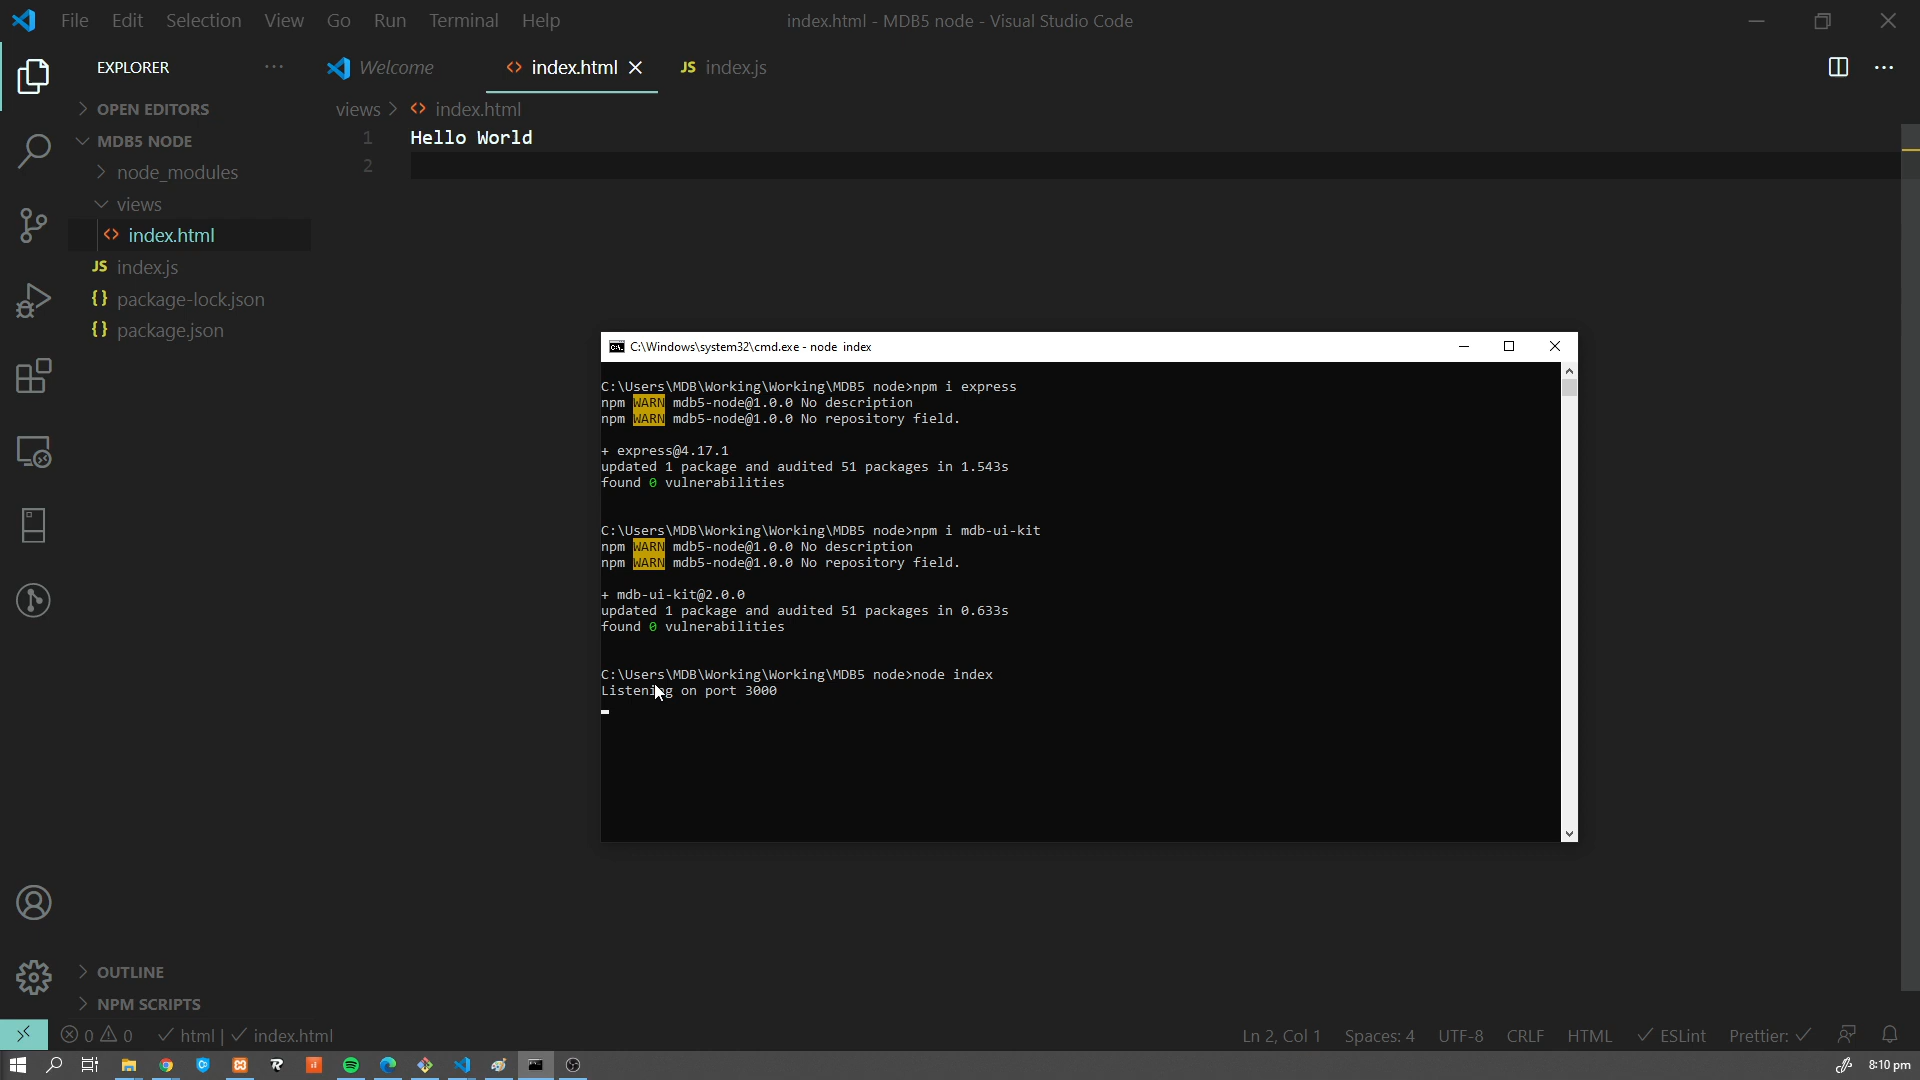 File Edit Selection View Go Run Terminal Help
index.html - MDB5 node - Visual Studio Code
EXPLORER
Welcome
index.html
JS index.js
OPEN EDITORS
MDB5 NODE
node_modules
views
index.html
JS index.js
{} package-lock.json
{} package.json
views > index.html
1 Hello World
2
C:\Windows\system32\cmd.exe - node index
C:\Users\MDB\Working\Working\MDB5 node>npm i express
npm WARN mdb5-node@1.0.0 No description
npm WARN mdb5-node@1.0.0 No repository field.
+ express@4.17.1
updated 1 package and audited 51 packages in 1.543s
found 0 vulnerabilities
C:\Users\MDB\Working\Working\MDB5 node>npm i mdb-ui-kit
npm WARN mdb5-node@1.0.0 No description
npm WARN mdb5-node@1.0.0 No repository field.
+ mdb-ui-kit@2.0.0
updated 1 package and audited 51 packages in 0.633s
found 0 vulnerabilities
C:\Users\MDB\Working\Working\MDB5 node>node index
Listening on port 3000
OUTLINE
NPM SCRIPTS
0 0 html | index.html
Ln 2, Col 1 Spaces: 4 UTF-8 CRLF HTML ESLint Prettier:
8:10 pm